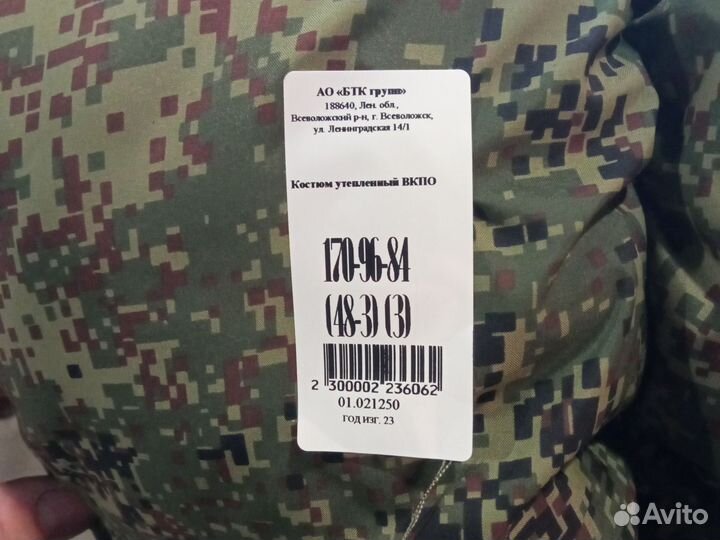 АО «БТК групп»
188640, Лен. обл.,
Всеволожский р-н, г. Всеволожск,
ул. Ленинградская 14/1
Костюм утепленный ВКПО
170-96-84
(48-3) (3)
2 300002 236062
01.021250
год изг. 23
Avito